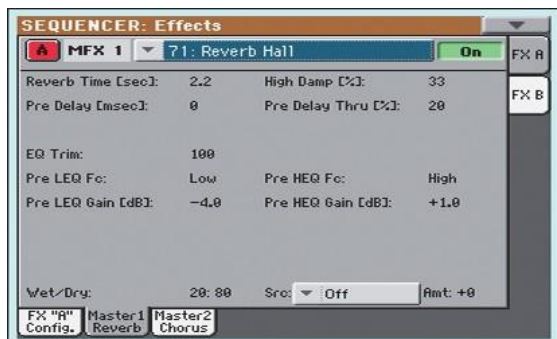 SEQUENCER: Effects
A MFX 1 71: Reverb Hall On
FX A
Reverb Time [sec]: 2.2 High Damp [%]: 33
FX B
Pre Delay [msec]: 0 Pre Delay Thru [%]: 20
EQ Trim: 100
Pre LEQ Fc: Low Pre HEQ Fc: High
Pre LEQ Gain [dB]: -4.0 Pre HEQ Gain [dB]: +1.0
Wet/Dry: 20:80 Src: Off Amt: +0
FX "A" Config. Master1 Reverb Master2 Chorus